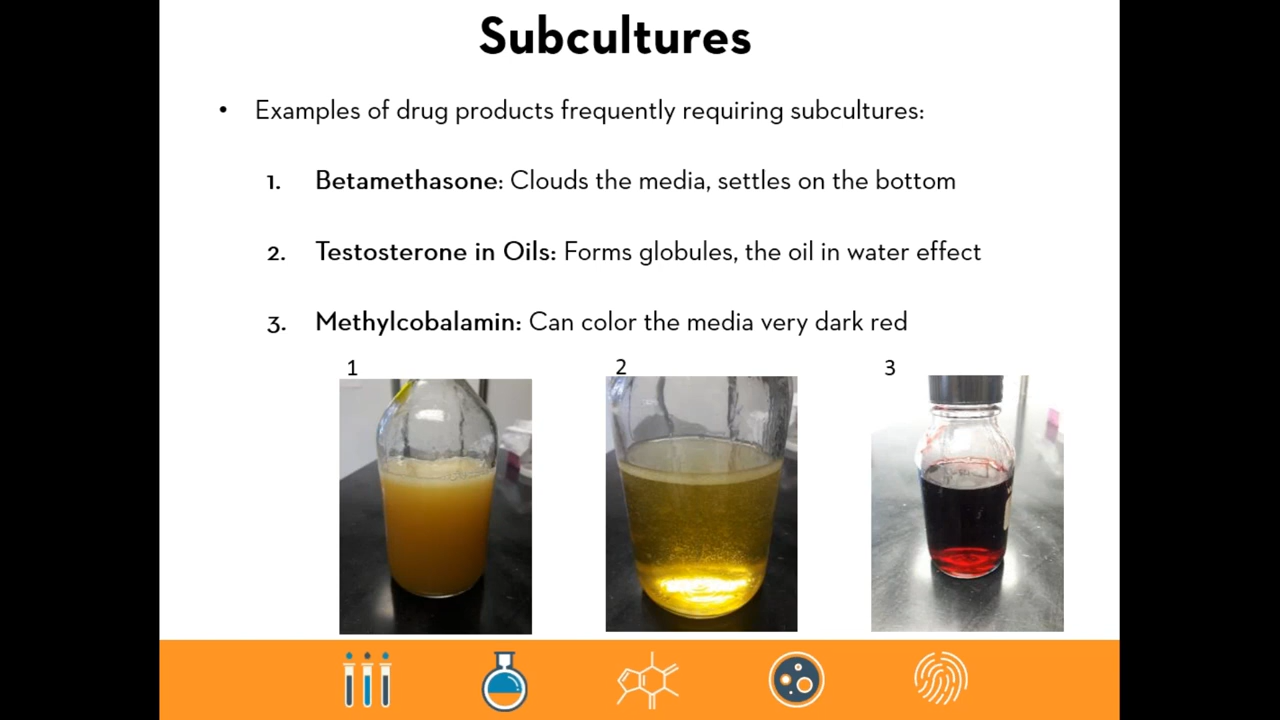 Subcultures
• Examples of drug products frequently requiring subcultures:
1. Betamethasone: Clouds the media, settles on the bottom
2. Testosterone in Oils: Forms globules, the oil in water effect
3. Methylcobalamin: Can color the media very dark red
1 2 3